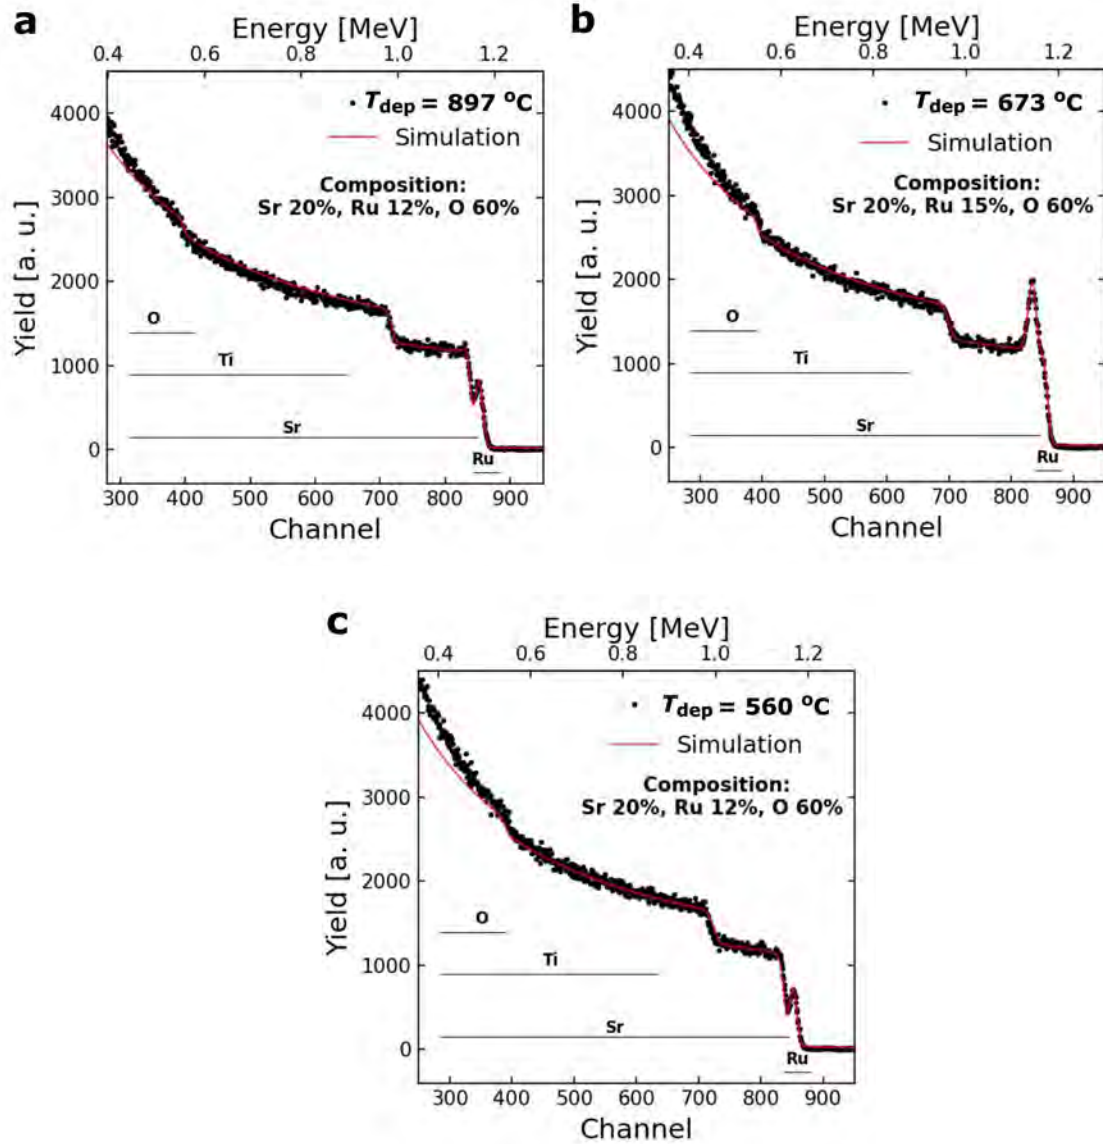 a
Energy [MeV]
0.4 0.6 0.8 1.0 1.2
T dep = 897 °C
Simulation
Composition:
Sr 20%, Ru 12%, O 60%
Yield [a. u.]
4000
3000
2000
1000
0
O
Ti
Sr
Ru
300 400 500 600 700 800 900
Channel
b
Energy [MeV]
0.4 0.6 0.8 1.0 1.2
T dep = 673 °C
Simulation
Composition:
Sr 20%, Ru 15%, O 60%
Yield [a. u.]
4000
3000
2000
1000
0
O
Ti
Sr
Ru
300 400 500 600 700 800 900
Channel
c
Energy [MeV]
0.4 0.6 0.8 1.0 1.2
T dep = 560 °C
Simulation
Composition:
Sr 20%, Ru 12%, O 60%
Yield [a. u.]
4000
3000
2000
1000
0
O
Ti
Sr
Ru
300 400 500 600 700 800 900
Channel